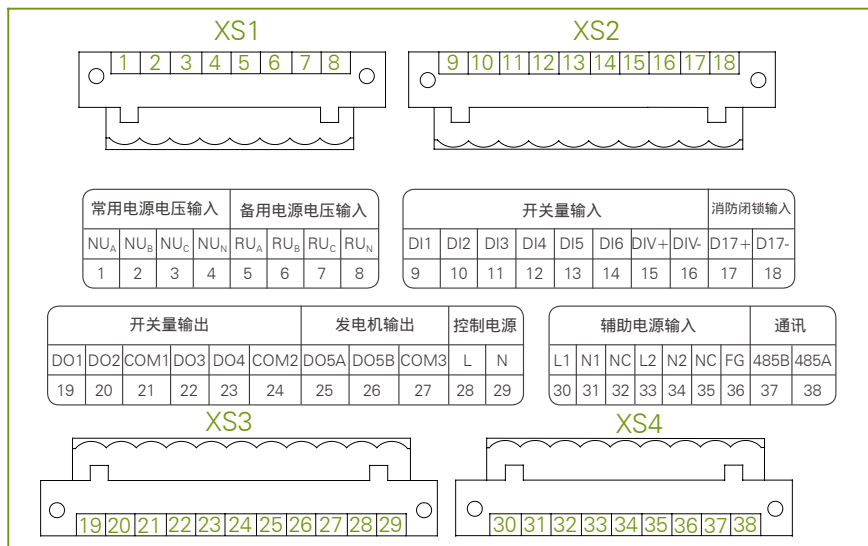 XS1 XS2
1 2 3 4 5 6 7 8 9 10 11 12 13 14 15 16 17 18
常用电源电压输入 备用电源电压输入 开关量输入 消防闭锁输入
NUA NUB NUC NUN RUA RUB RUC RUN DI1 DI2 DI3 DI4 DI5 DI6 DIV+ DIV- D17+ D17-
1 2 3 4 5 6 7 8 9 10 11 12 13 14 15 16 17 18
开关量输出 发电机输出 控制电源 辅助电源输入 通讯
DO1 DO2 COM1 DO3 DO4 COM2 DO5A DO5B COM3 L N L1 N1 NC L2 N2 NC FG 485B 485A
19 20 21 22 23 24 25 26 27 28 29 30 31 32 33 34 35 36 37 38
XS3 XS4
19 20 21 22 23 24 25 26 27 28 29 30 31 32 33 34 35 36 37 38